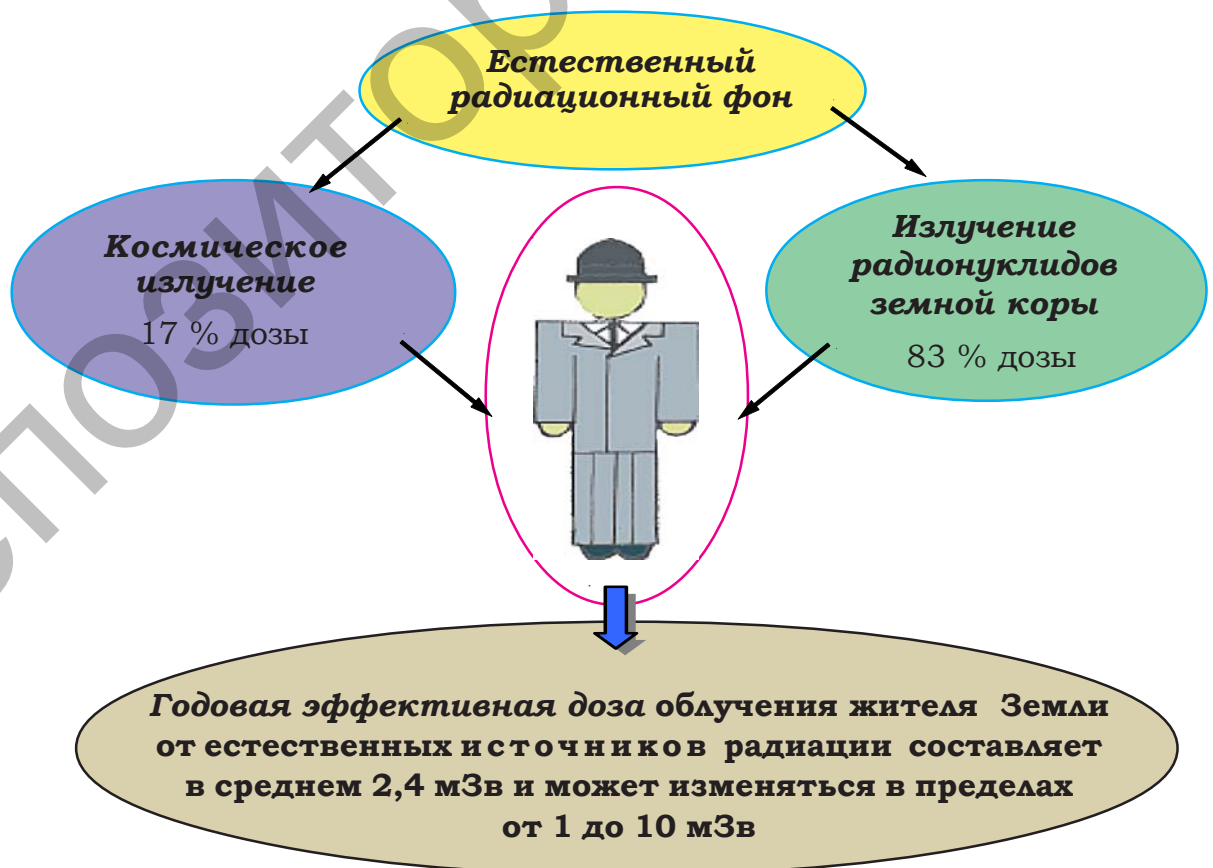 Естественный
радиационный фон
Космическое
излучение
17 % дозы
Излучение
радионуклидов
земной коры
83 % дозы
Годовая эффективная доза облучения жителя Земли
от естественных источников радиации составляет
в среднем 2,4 мЗв и может изменяться в пределах
от 1 до 10 мЗв